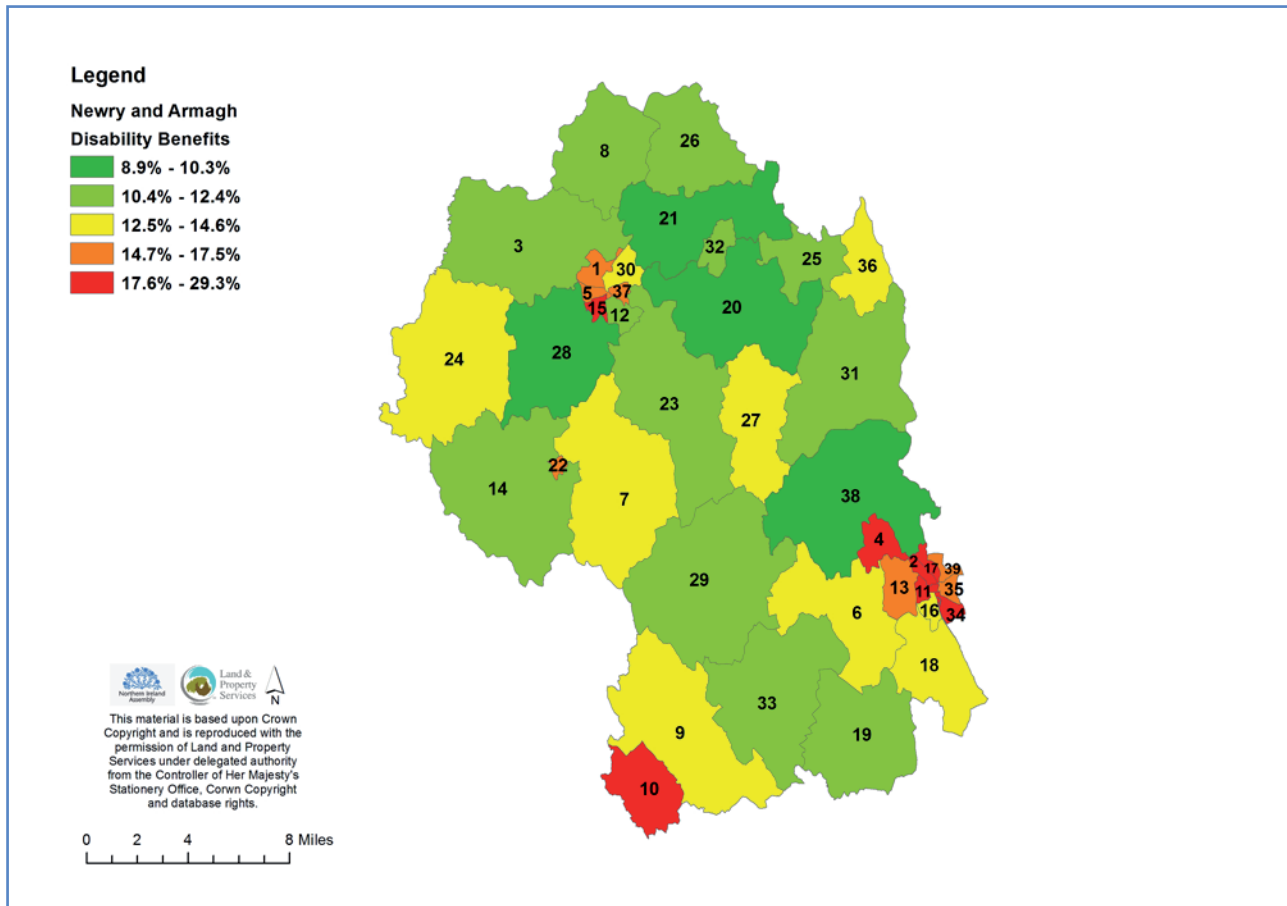 Legend
Newry and Armagh
Disability Benefits
8.9% - 10.3%
10.4% - 12.4%
12.5% - 14.6%
14.7% - 17.5%
17.6% - 29.3%
8
26
21
3
32
25
36
1
30
5
37
15
12
20
24
28
31
23
27
22
14
7
38
4
2
17
39
13
11
35
29
16
34
6
18
33
9
19
10
Northern Ireland
Assembly
Land &
Property
Services
N
This material is based upon Crown
Copyright and is reproduced with the
permission of Land and Property
Services under delegated authority
from the Controller of Her Majesty's
Stationery Office, Corwn Copyright
and database rights.
0 2 4 8 Miles